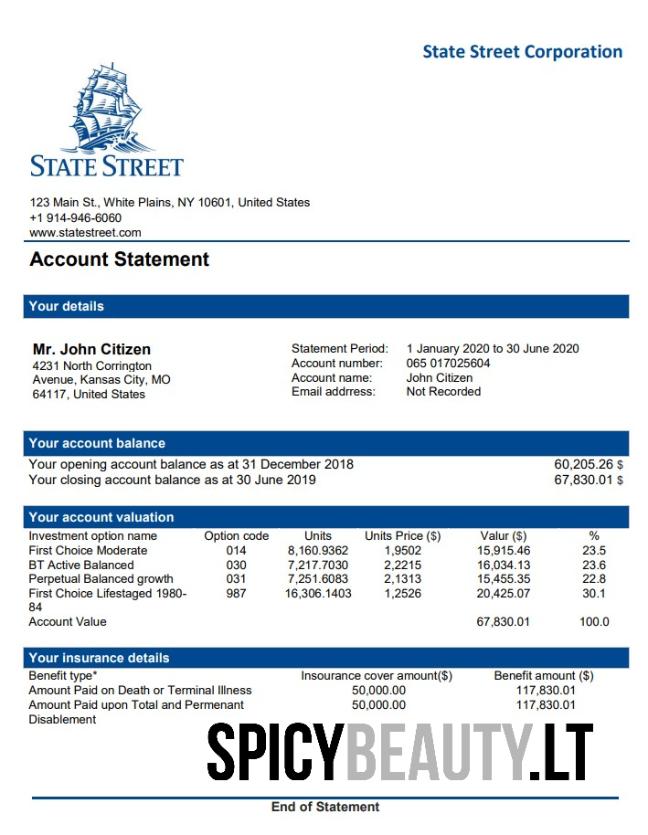 State Street Corporation
STATE STREET
123 Main St., White Plains, NY 10601, United States
+1 914-946-6060
www.statestreet.com
Account Statement
Your details
Mr. John Citizen
4231 North Corrington
Avenue, Kansas City, MO
64117, United States
Statement Period: 1 January 2020 to 30 June 2020
Account number: 065 017025604
Account name: John Citizen
Email addrress: Not Recorded
Your account balance
Your opening account balance as at 31 December 2018 60,205.26 $
Your closing account balance as at 30 June 2019 67,830.01 $
Your account valuation
Investment option name Option code Units Units Price ($) Valur ($) %
First Choice Moderate 014 8,160.9362 1,9502 15,915.46 23.5
BT Active Balanced 030 7,217.7030 2,2215 16,034.13 23.6
Perpetual Balanced growth 031 7,251.6083 2,1313 15,455.35 22.8
First Choice Lifestaged 1980- 987 16,306.1403 1,2526 20,425.07 30.1
84
Account Value 67,830.01 100.0
Your insurance details
Benefit type* Inssurance cover amount($) Benefit amount ($)
Amount Paid on Death or Terminal Illness 50,000.00 117,830.01
Amount Paid upon Total and Permenant 50,000.00 117,830.01
Disablement
SPICYBEAUTY.LT
End of Statement